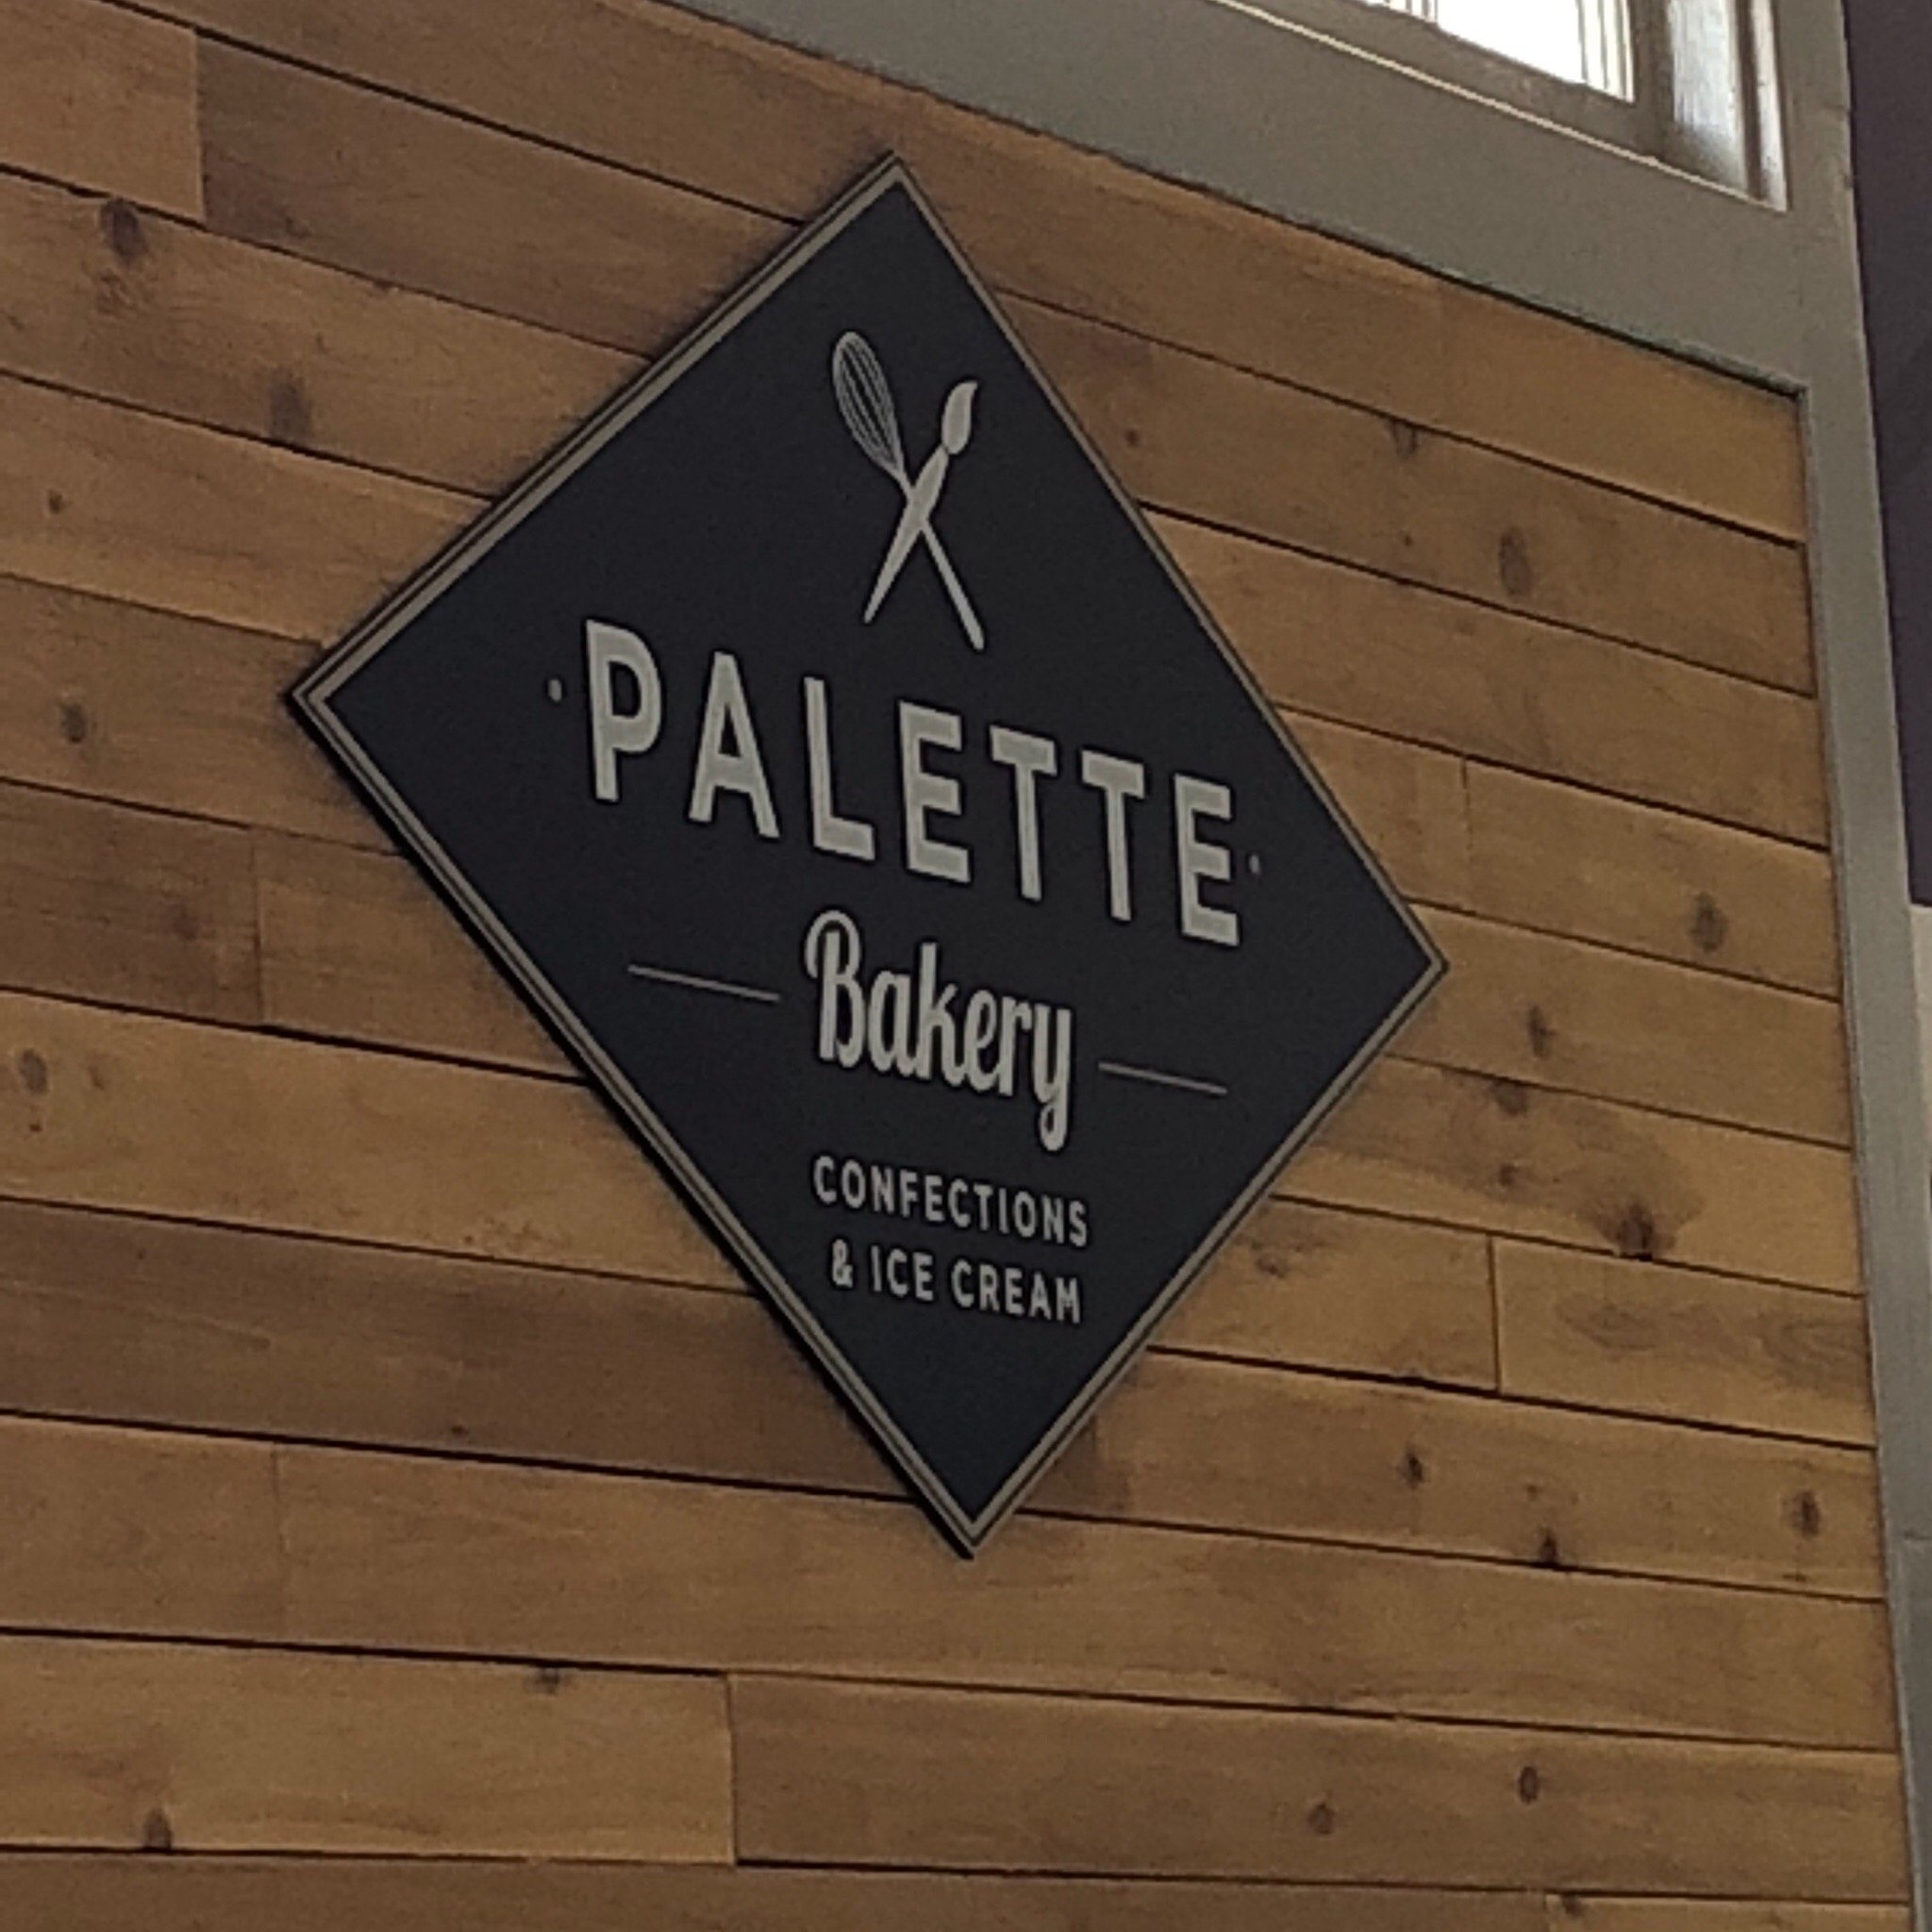 · PALETTE ·
Bakery
CONFECTIONS
& ICE CREAM